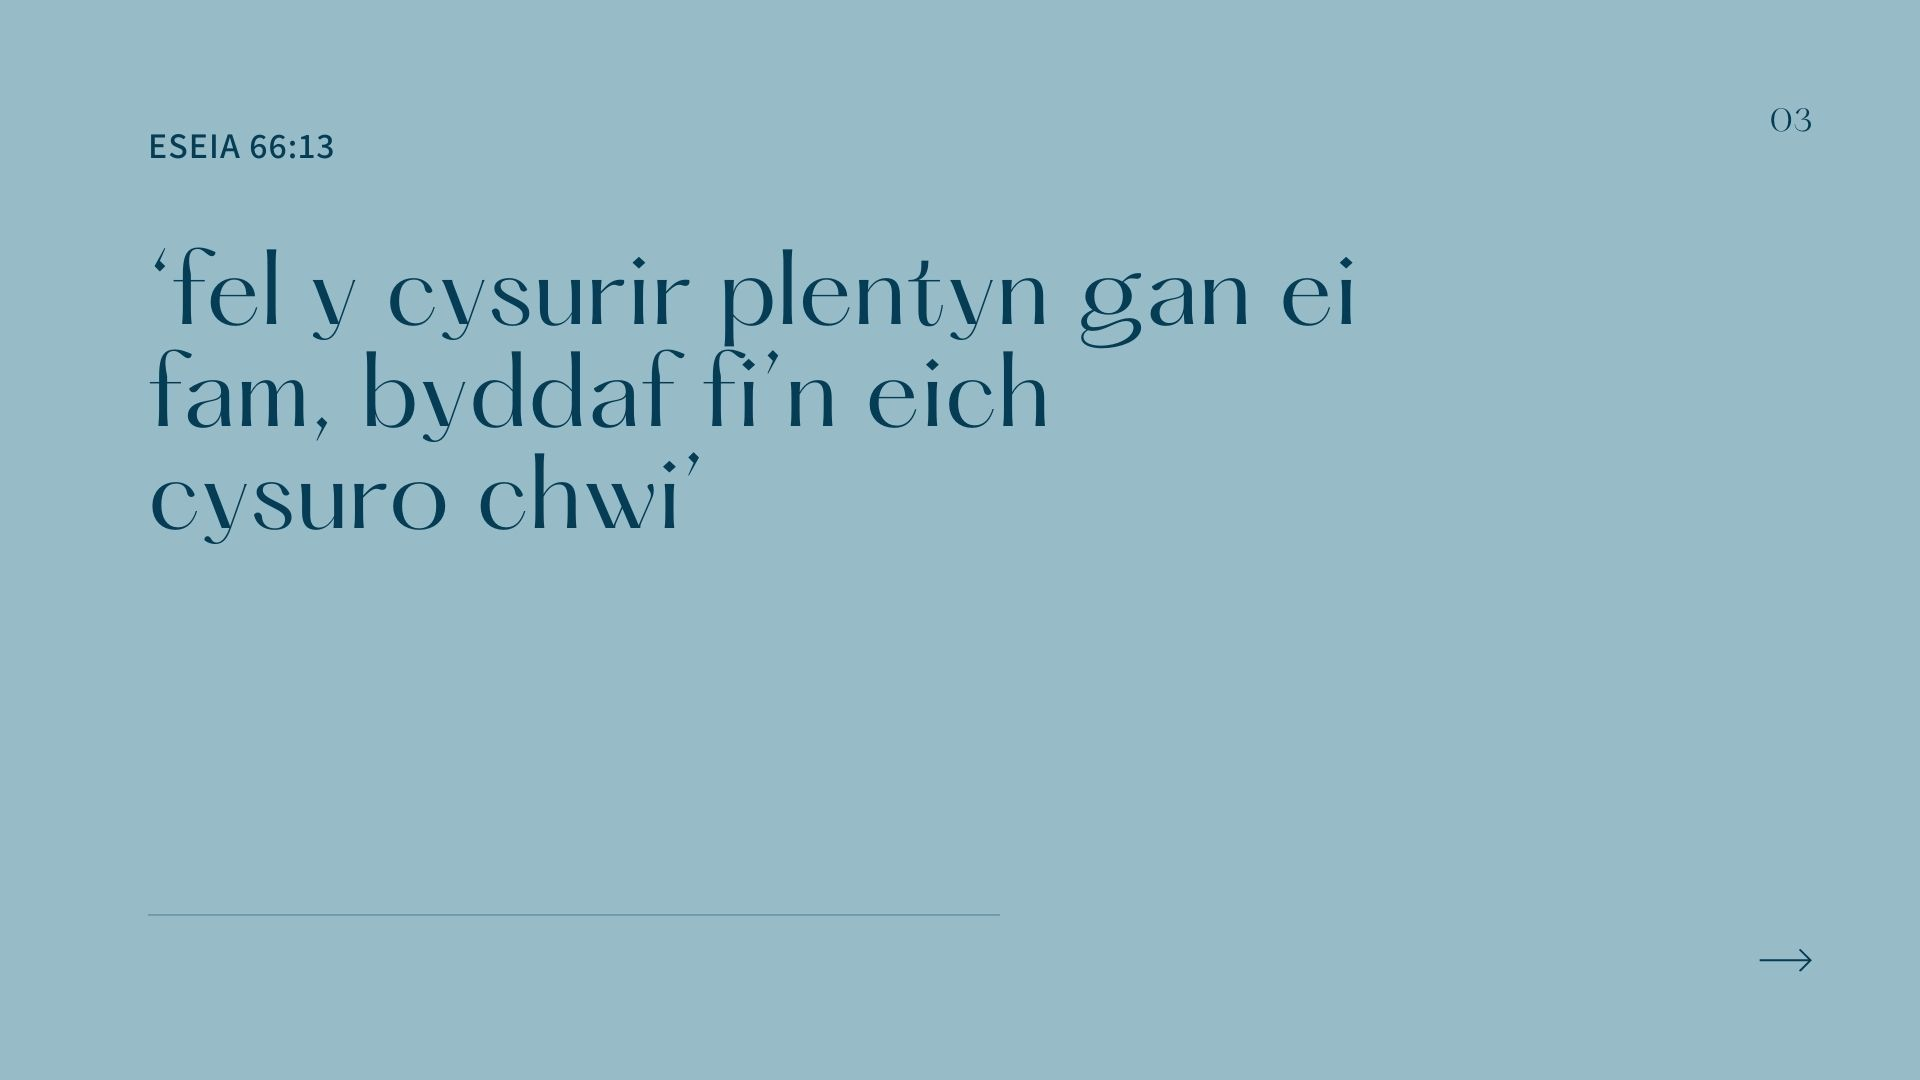 ESEIA 66:13
03
‘fel y cysurir plentyn gan ei
fam, byddaf fi’n eich
cysuro chwi’